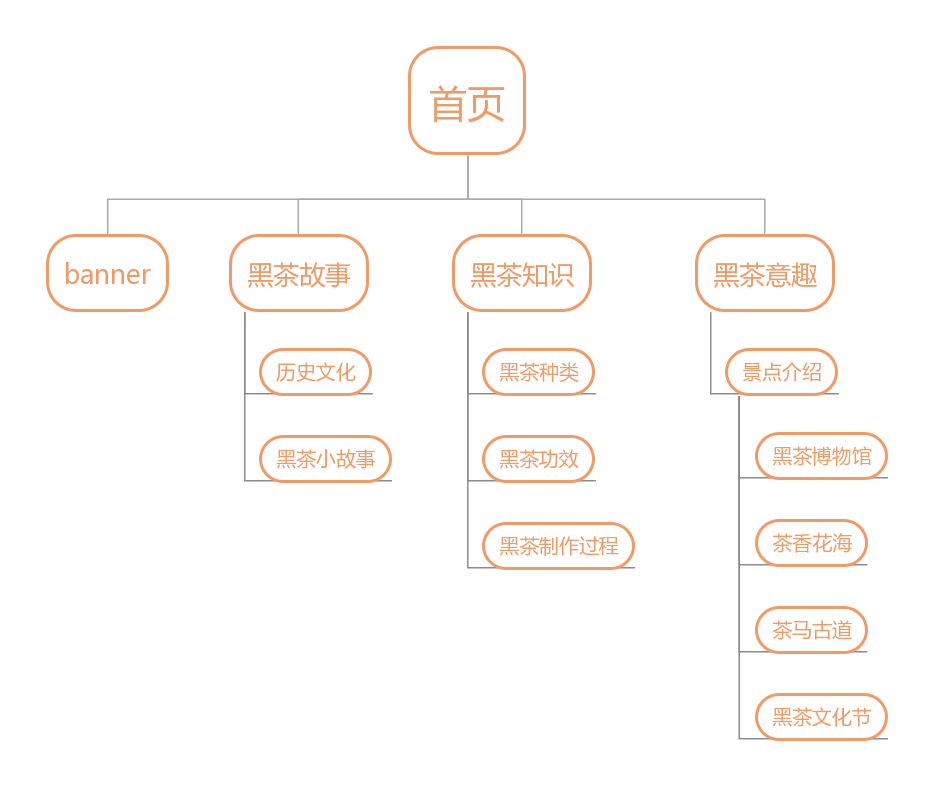 首页
banner
黑茶故事
黑茶知识
黑茶意趣
历史文化
黑茶种类
景点介绍
黑茶小故事
黑茶功效
黑茶博物馆
黑茶制作过程
茶香花海
茶马古道
黑茶文化节